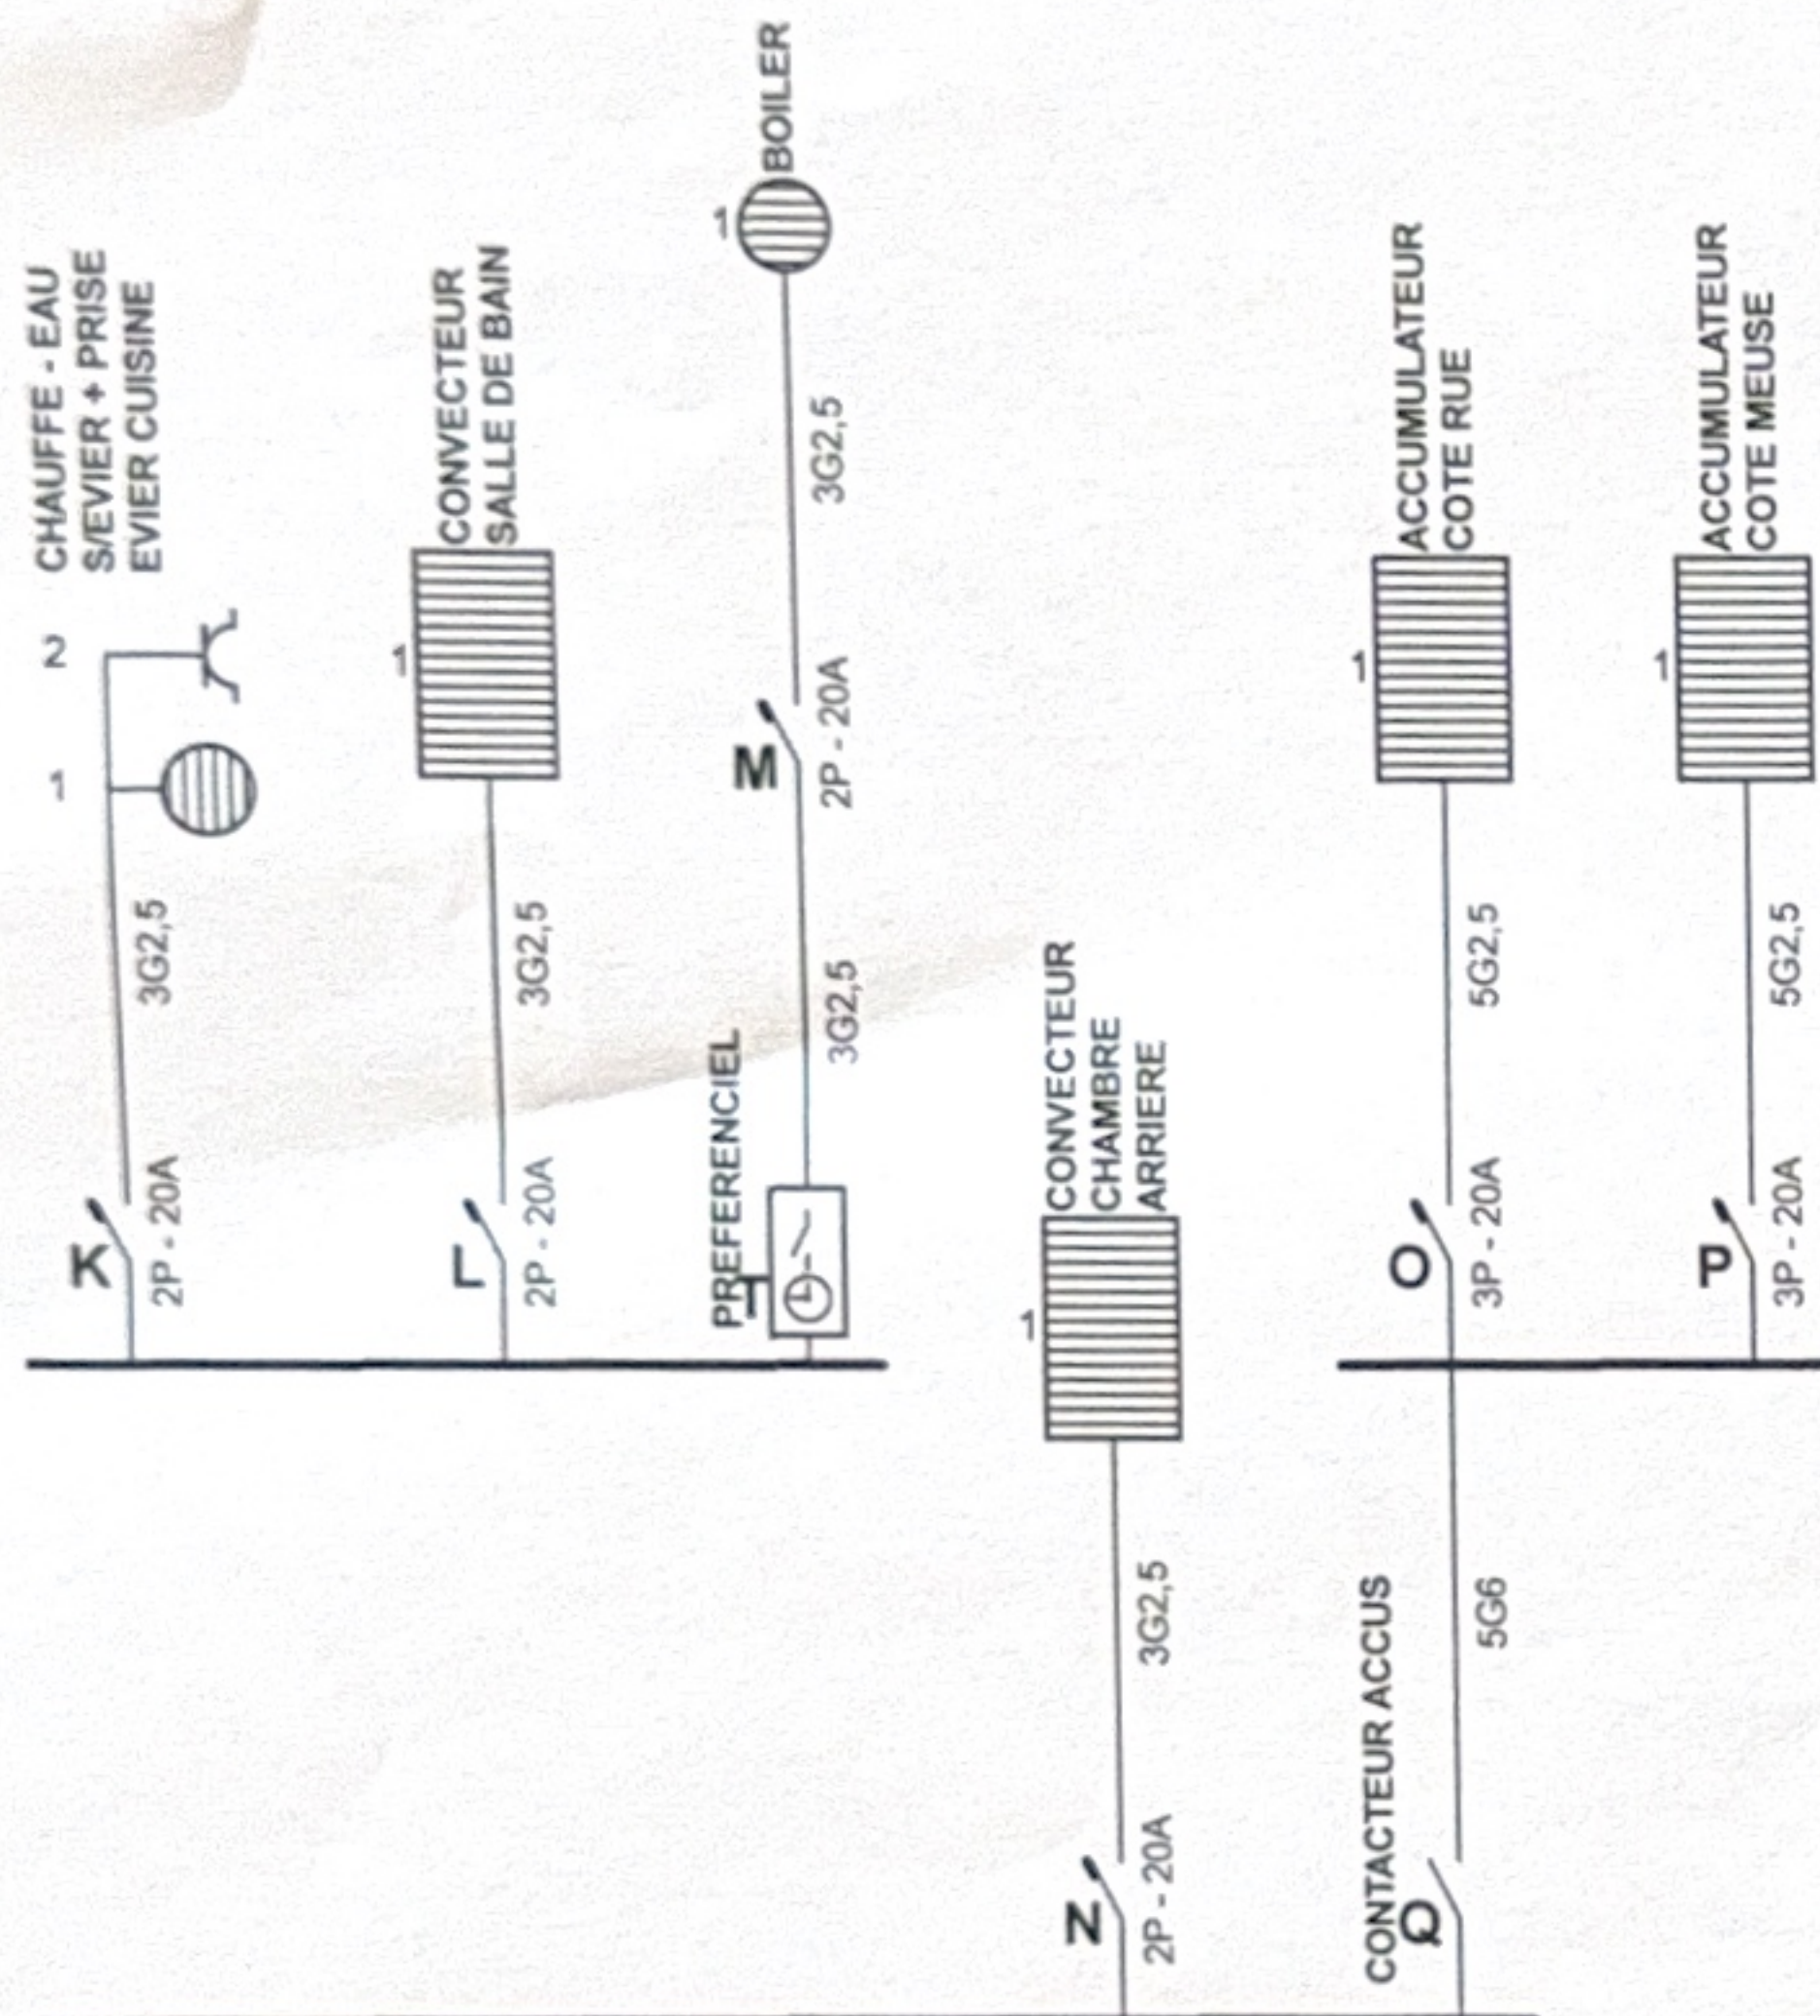 CHAUFFE - EAU
S/EVIER + PRISE
EVIER CUISINE
1 2
K
2P - 20A
3G2,5
CONVECTEUR
SALLE DE BAIN
1
L
2P - 20A
3G2,5
PREFERENCIEL
3G2,5
M
2P - 20A
3G2,5
1
BOILER
CONVECTEUR
CHAMBRE
ARRIERE
1
N
2P - 20A
3G2,5
CONTACTEUR ACCUS
Q
5G6
O
3P - 20A
5G2,5
1
ACCUMULATEUR
COTE RUE
P
3P - 20A
5G2,5
1
ACCUMULATEUR
COTE MEUSE